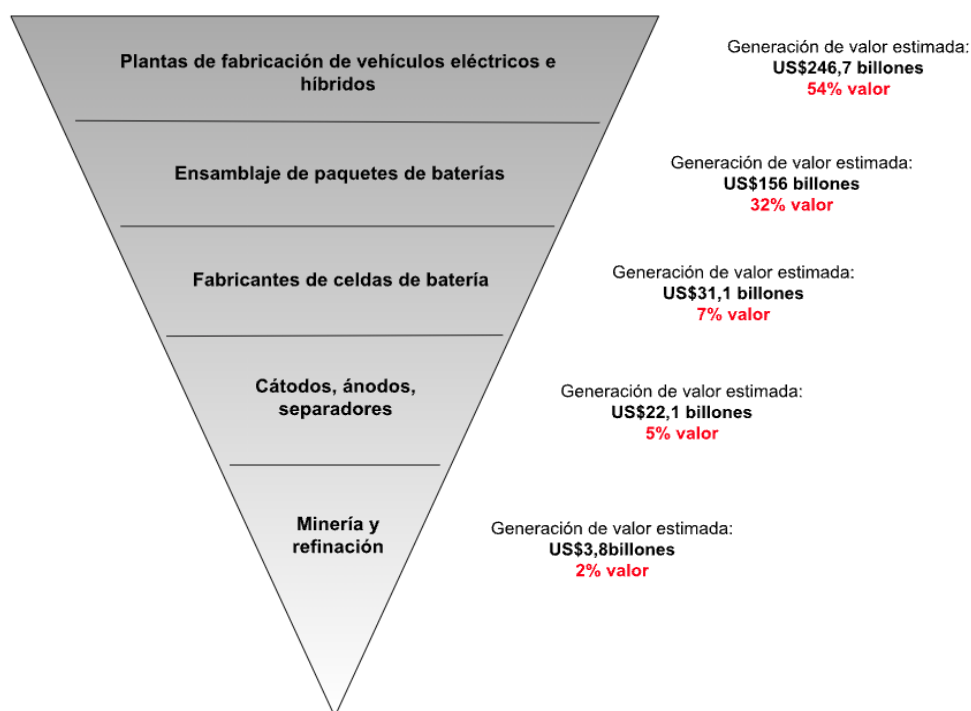 Plantas de fabricación de vehículos eléctricos e
híbridos
Generación de valor estimada:
US$246,7 billones
54% valor
Ensamblaje de paquetes de baterías
Generación de valor estimada:
US$156 billones
32% valor
Fabricantes de celdas de batería
Generación de valor estimada:
US$31,1 billones
7% valor
Cátodos, ánodos,
separadores
Generación de valor estimada:
US$22,1 billones
5% valor
Minería y
refinación
Generación de valor estimada:
US$3,8billones
2% valor